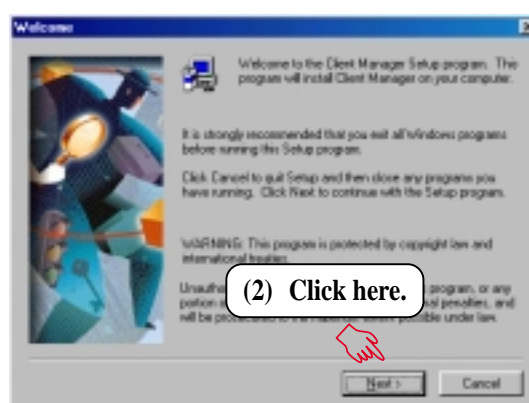 Welcome
Welcome to the Client Manager Setup program. This
program will install Client Manager on your computer.
It is strongly recommended that you exit all Windows programs
before running this Setup program.
Click Cancel to quit Setup and then close any programs you
have running. Click Next to continue with the Setup program.
WARNING: This program is protected by copyright law and
international treaties.
program, or any
portion penalties, and
will be possible under law.
(2) Click here.
Next >
Cancel